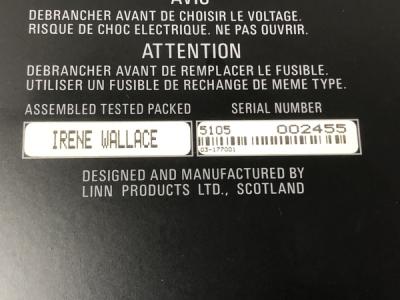 AVIS
DEBRANCHER AVANT DE CHOISIR LE VOLTAGE.
RISQUE DE CHOC ELECTRIQUE. NE PAS OUVRIR.
ATTENTION
DEBRANCHER AVANT DE REMPLACER LE FUSIBLE.
UTILISER UN FUSIBLE DE RECHANGE DE MEME TYPE.
ASSEMBLED TESTED PACKED SERIAL NUMBER
IRENE WALLACE 5105 002455
03-177001
DESIGNED AND MANUFACTURED BY
LINN PRODUCTS LTD., SCOTLAND